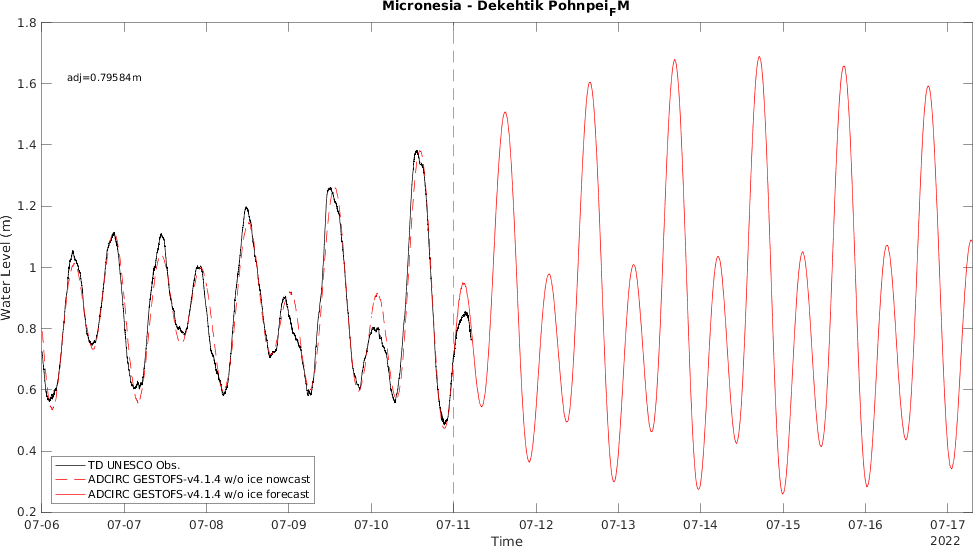 Micronesia - Dekehtik Pohnpei_FM
1.8
adj=0.79584m
1.6
1.4
1.2
1
0.8
0.6
0.4
0.2
Water Level (m)
TD UNESCO Obs.
ADCIRC GESTOFS-v4.1.4 w/o ice nowcast
ADCIRC GESTOFS-v4.1.4 w/o ice forecast
07-06 07-07 07-08 07-09 07-10 07-11 07-12 07-13 07-14 07-15 07-16 07-17
Time
2022